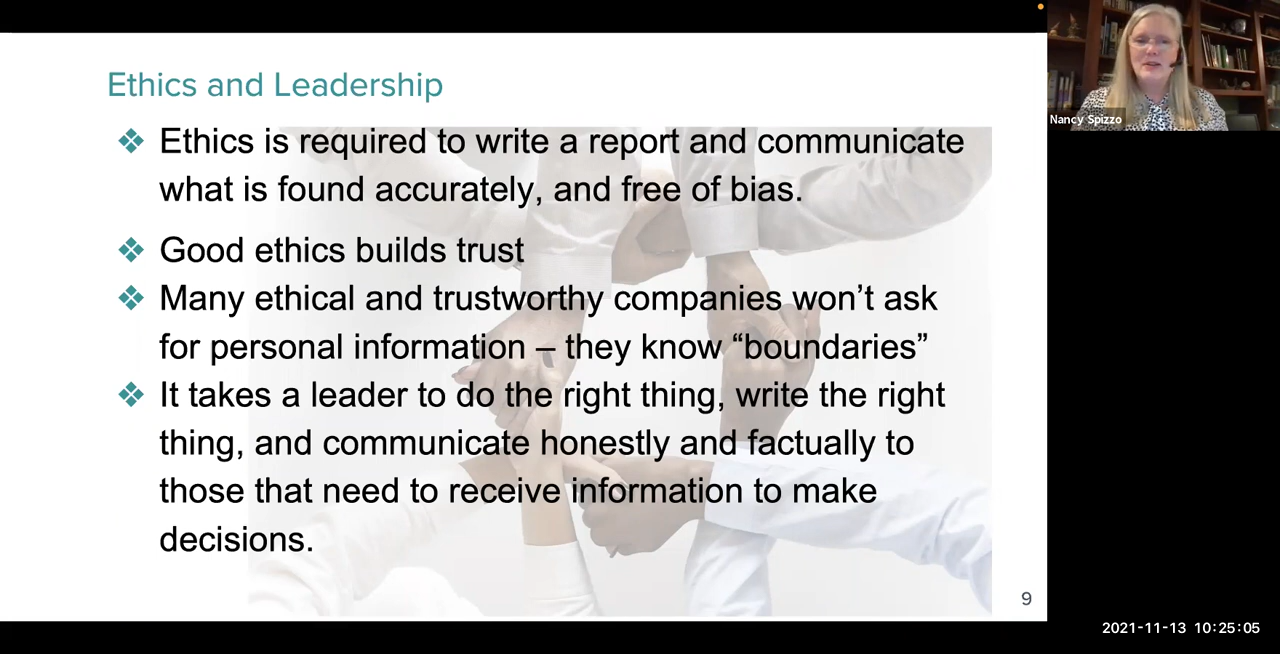 Ethics and Leadership
❖ Ethics is required to write a report and communicate
what is found accurately, and free of bias.
❖ Good ethics builds trust
❖ Many ethical and trustworthy companies won’t ask
for personal information – they know “boundaries”
❖ It takes a leader to do the right thing, write the right
thing, and communicate honestly and factually to
those that need to receive information to make
decisions.
9
Nancy Spizzo
2021-11-13 10:25:05